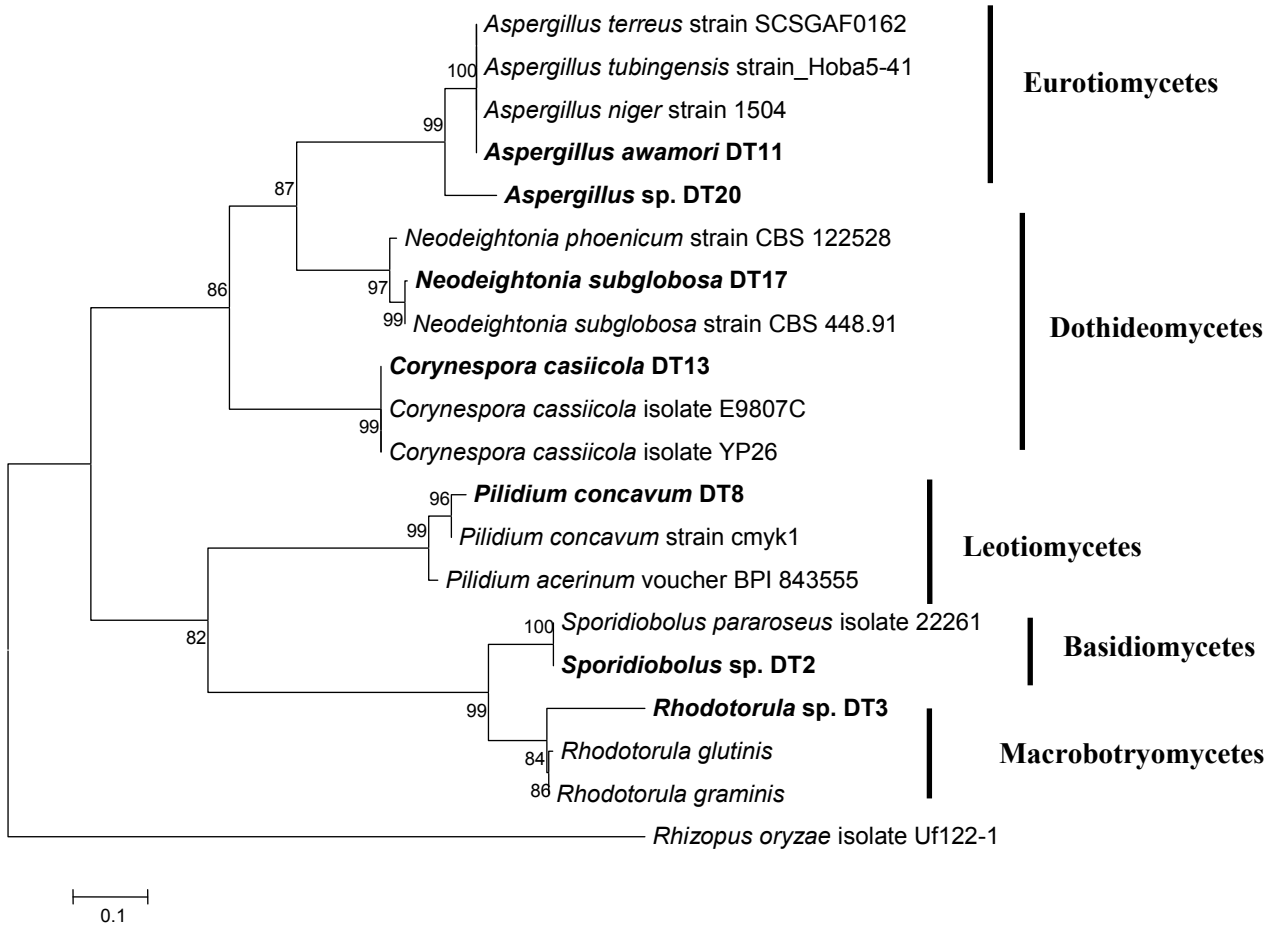 Aspergillus terreus strain SCSGAF0162
Aspergillus tubingensis strain_Hoba5-41
100
Eurotiomycetes
Aspergillus niger strain 1504
99
Aspergillus awamori DT11
87
Aspergillus sp. DT20
Neodeightonia phoenicum strain CBS 122528
Neodeightonia subglobosa DT17
97
86
99
Neodeightonia subglobosa strain CBS 448.91
Dothideomycetes
Corynespora casiicola DT13
Corynespora cassiicola isolate E9807C
99
Corynespora cassiicola isolate YP26
Pilidium concavum DT8
96
99
Pilidium concavum strain cmyk1
Leotiomycetes
Pilidium acerinum voucher BPI 843555
82
Sporidiobolus pararoseus isolate 22261
100
Basidiomycetes
Sporidiobolus sp. DT2
99
Rhodotorula sp. DT3
84
Rhodotorula glutinis
Macrobotryomycetes
86
Rhodotorula graminis
Rhizopus oryzae isolate Uf122-1
0.1